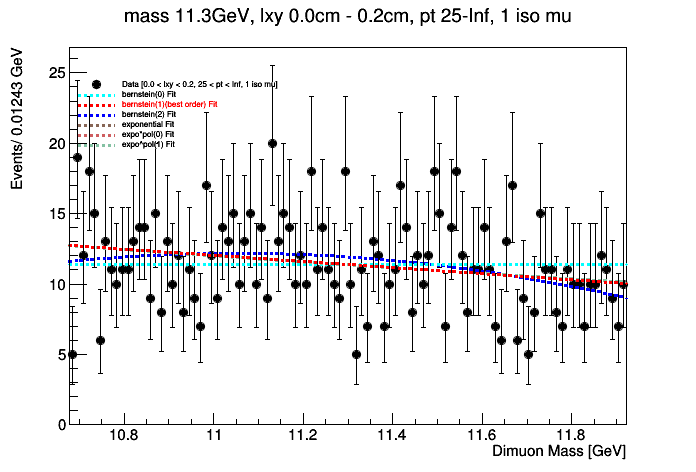 mass 11.3GeV, lxy 0.0cm - 0.2cm, pt 25-Inf, 1 iso mu
Events/ 0.01243 GeV
25
20
15
10
5
0
Data [0.0 < lxy < 0.2, 25 < pt < Inf, 1 iso mu]
bernstein(0) Fit
bernstein(1)(best order) Fit
bernstein(2) Fit
exponential Fit
expo*pol(0) Fit
expo*pol(1) Fit
10.8
11
11.2
11.4
11.6
11.8
Dimuon Mass [GeV]